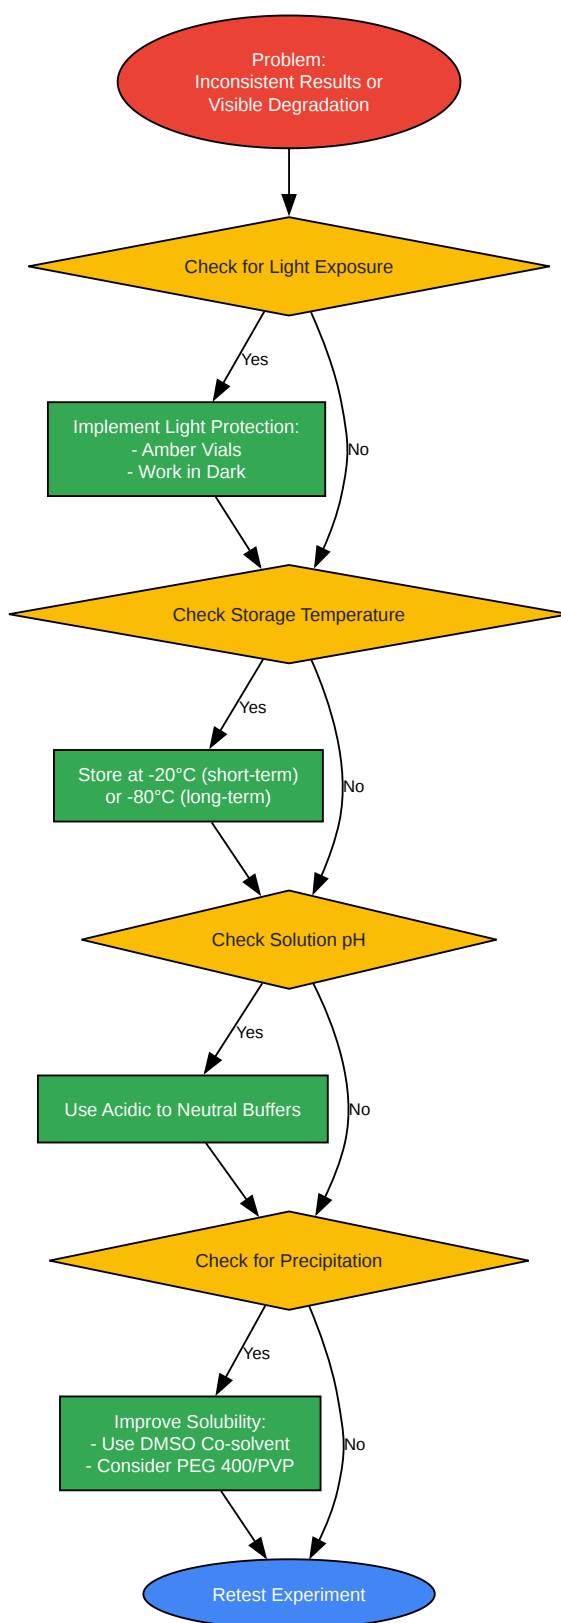 Problem:
Inconsistent Results or
Visible Degradation
Check for Light Exposure
Yes
Implement Light Protection:
- Amber Vials
- Work in Dark
No
Check Storage Temperature
Yes
Store at -20°C (short-term)
or -80°C (long-term)
No
Check Solution pH
Yes
Use Acidic to Neutral Buffers
No
Check for Precipitation
Yes
Improve Solubility:
- Use DMSO Co-solvent
- Consider PEG 400/PVP
No
Retest Experiment